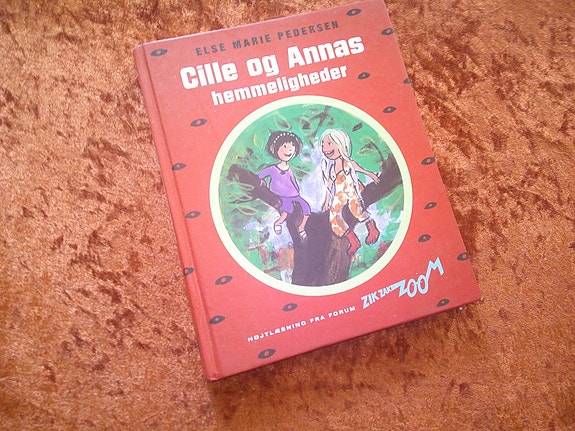 ELSE MARIE PEDERSEN
Cille og Annas
hemmeligheder
HØJTLÆSNING FRA FORUM
ZIK ZAK ZOOM